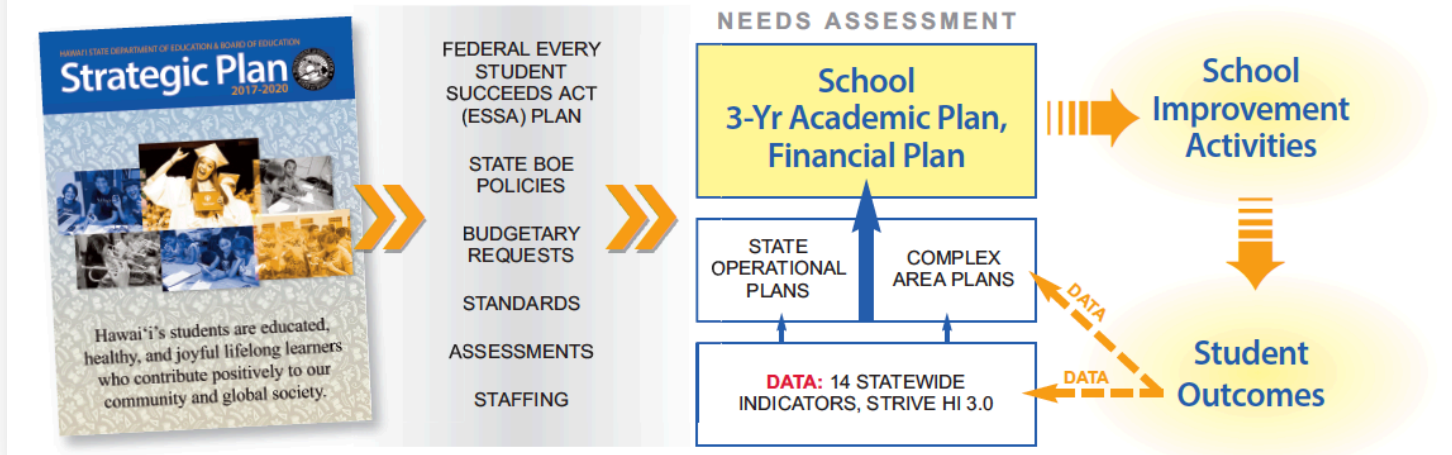 HAWAIʻI STATE DEPARTMENT OF EDUCATION & BOARD OF EDUCATION
Strategic Plan
2017-2020
Hawaiʻi's students are educated,
healthy, and joyful lifelong learners
who contribute positively to our
community and global society.
FEDERAL EVERY
STUDENT
SUCCEEDS ACT
(ESSA) PLAN
STATE BOE
POLICIES
BUDGETARY
REQUESTS
STANDARDS
ASSESSMENTS
STAFFING
NEEDS ASSESSMENT
School
3-Yr Academic Plan,
Financial Plan
STATE
OPERATIONAL
PLANS
COMPLEX
AREA PLANS
DATA: 14 STATEWIDE
INDICATORS, STRIVE HI 3.0
School
Improvement
Activities
DATA
DATA
Student
Outcomes